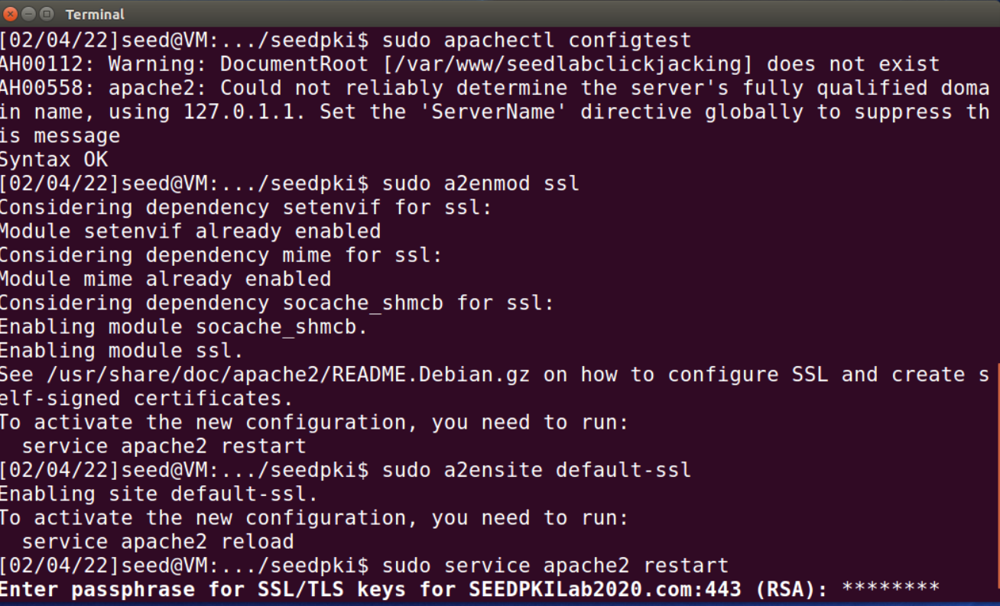 Terminal
[02/04/22]seed@VM:.../seedpki$ sudo apachectl configtest
AH00112: Warning: DocumentRoot [/var/www/seedlabclickjacking] does not exist
AH00558: apache2: Could not reliably determine the server's fully qualified doma
in name, using 127.0.1.1. Set the 'ServerName' directive globally to suppress th
is message
Syntax OK
[02/04/22]seed@VM:.../seedpki$ sudo a2enmod ssl
Considering dependency setenvif for ssl:
Module setenvif already enabled
Considering dependency mime for ssl:
Module mime already enabled
Considering dependency socache_shmcb for ssl:
Enabling module socache_shmcb.
Enabling module ssl.
See /usr/share/doc/apache2/README.Debian.gz on how to configure SSL and create s
elf-signed certificates.
To activate the new configuration, you need to run:
  service apache2 restart
[02/04/22]seed@VM:.../seedpki$ sudo a2ensite default-ssl
Enabling site default-ssl.
To activate the new configuration, you need to run:
  service apache2 reload
[02/04/22]seed@VM:.../seedpki$ sudo service apache2 restart
Enter passphrase for SSL/TLS keys for SEEDPKILab2020.com:443 (RSA): ********